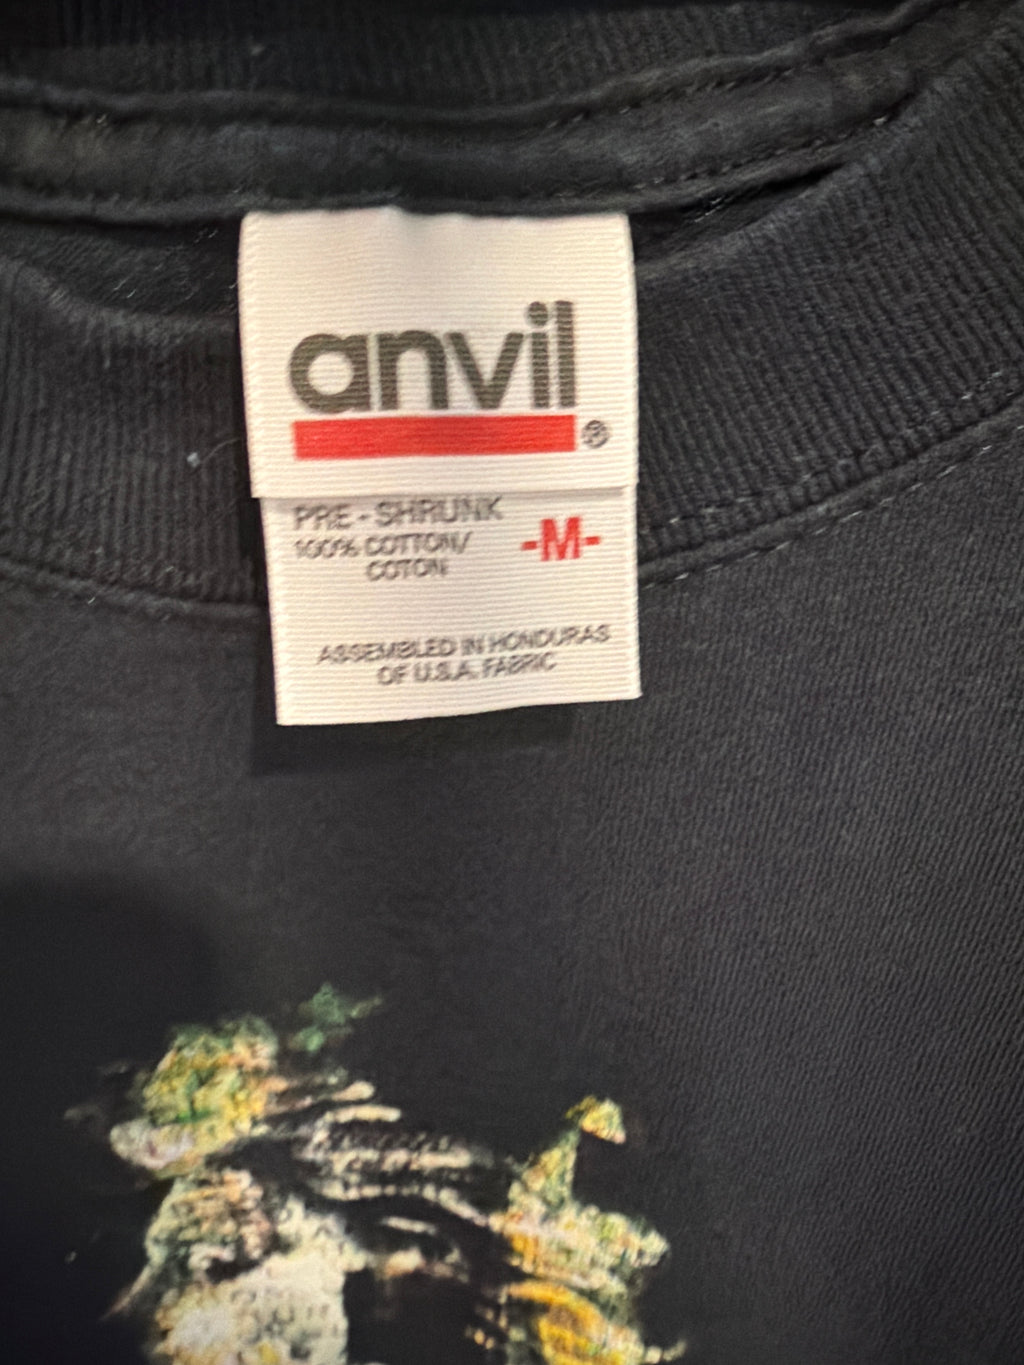 anvil®
PRE-SHRUNK
100% COTTON/
COTON
-M-
ASSEMBLED IN HONDURAS
OF U.S.A. FABRIC